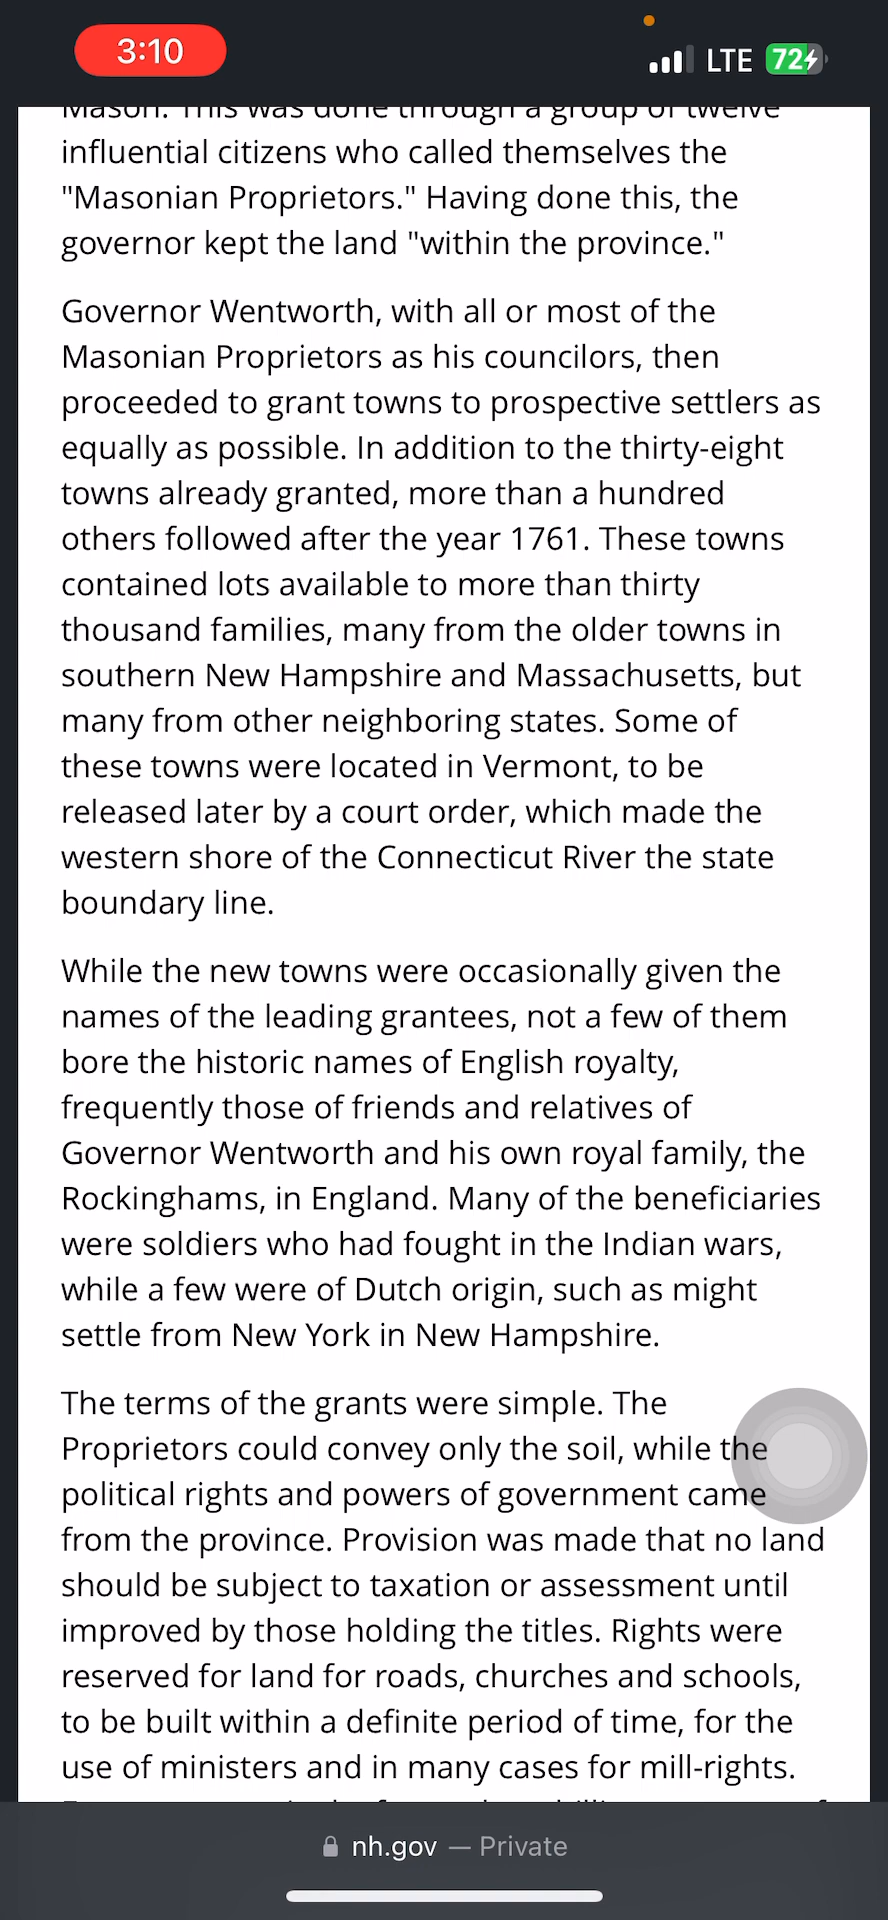 3:10
LTE 72
Mason. This was done through a group of twelve
influential citizens who called themselves the
"Masonian Proprietors." Having done this, the
governor kept the land "within the province."
Governor Wentworth, with all or most of the
Masonian Proprietors as his councilors, then
proceeded to grant towns to prospective settlers as
equally as possible. In addition to the thirty-eight
towns already granted, more than a hundred
others followed after the year 1761. These towns
contained lots available to more than thirty
thousand families, many from the older towns in
southern New Hampshire and Massachusetts, but
many from other neighboring states. Some of
these towns were located in Vermont, to be
released later by a court order, which made the
western shore of the Connecticut River the state
boundary line.
While the new towns were occasionally given the
names of the leading grantees, not a few of them
bore the historic names of English royalty,
frequently those of friends and relatives of
Governor Wentworth and his own royal family, the
Rockinghams, in England. Many of the beneficiaries
were soldiers who had fought in the Indian wars,
while a few were of Dutch origin, such as might
settle from New York in New Hampshire.
The terms of the grants were simple. The
Proprietors could convey only the soil, while the
political rights and powers of government came
from the province. Provision was made that no land
should be subject to taxation or assessment until
improved by those holding the titles. Rights were
reserved for land for roads, churches and schools,
to be built within a definite period of time, for the
use of ministers and in many cases for mill-rights.
nh.gov — Private